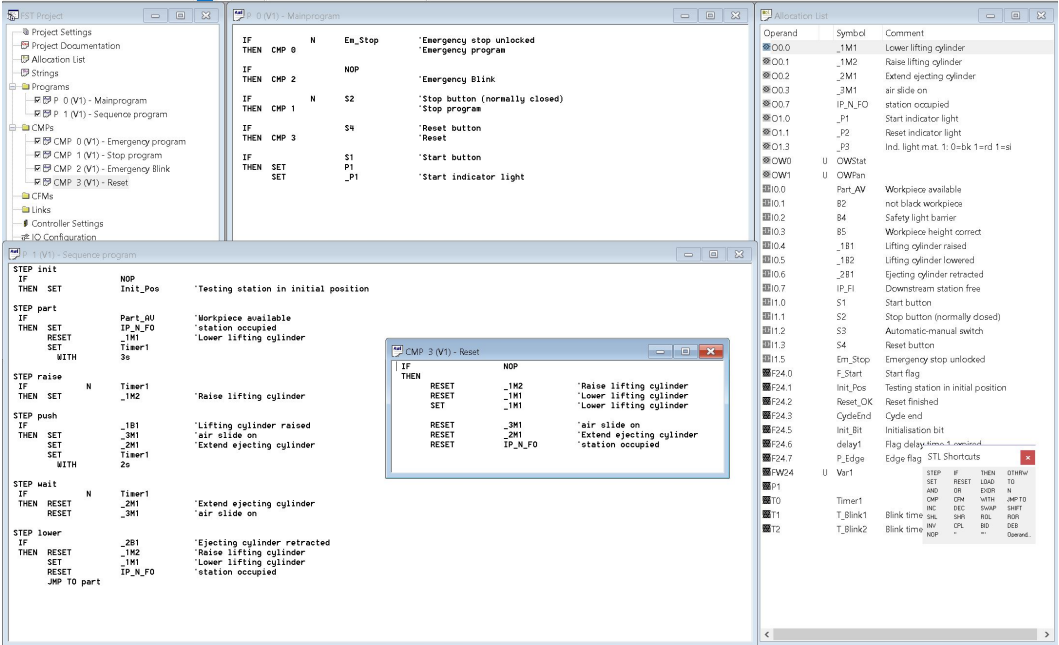 FST Project
Project Settings
Project Documentation
Allocation List
Strings
Programs
P 0 (V1) - Mainprogram
P 1 (V1) - Sequence program
CMPs
CMP 0 (V1) - Emergency program
CMP 1 (V1) - Stop program
CMP 2 (V1) - Emergency Blink
CMP 3 (V1) - Reset
CFMs
Links
Controller Settings
IO Configuration
P 0 (V1) - Mainprogram
IF N Em_Stop 'Emergency stop unlocked
THEN CMP 0 'Emergency program
IF NOP
THEN CMP 2 'Emergency Blink
IF N S2 'Stop button (normally closed)
THEN CMP 1 'Stop program
IF S4 'Reset button
THEN CMP 3 'Reset
IF S1 'Start button
THEN SET P1
SET _P1 'Start indicator light
P 1 (V1) - Sequence program
STEP init
IF NOP
THEN SET Init_Pos 'Testing station in initial position
STEP part
IF Part_AV 'Workpiece available
THEN SET IP_N_FO 'station occupied
RESET _1M1 'Lower lifting cylinder
SET Timer1
WITH 3s
STEP raise
IF N Timer1
THEN SET _1M2 'Raise lifting cylinder
STEP push
IF _1B1 'Lifting cylinder raised
THEN SET _3M1 'air slide on
SET _2M1 'Extend ejecting cylinder
SET Timer1
WITH 2s
STEP wait
IF N Timer1
THEN RESET _2M1 'Extend ejecting cylinder
RESET _3M1 'air slide on
STEP lower
IF _2B1 'Ejecting cylinder retracted
THEN RESET _1M2 'Raise lifting cylinder
SET _1M1 'Lower lifting cylinder
RESET IP_N_FO 'station occupied
JMP TO part
CMP 3 (V1) - Reset
IF NOP
THEN
RESET _1M2 'Raise lifting cylinder
RESET _1M1 'Lower lifting cylinder
SET _1M1 'Lower lifting cylinder
RESET _3M1 'air slide on
RESET _2M1 'Extend ejecting cylinder
RESET IP_N_FO 'station occupied
Allocation List
Operand Symbol Comment
O0.0 _1M1 Lower lifting cylinder
O0.1 _1M2 Raise lifting cylinder
O0.2 _2M1 Extend ejecting cylinder
O0.3 _3M1 air slide on
O0.7 IP_N_FO station occupied
O1.0 _P1 Start indicator light
O1.1 _P2 Reset indicator light
O1.3 _P3 Ind. light mat. 1: 0=bk 1=rd 1=si
OW0 U OWStat
OW1 U OWPan
I0.0 Part_AV Workpiece available
I0.1 B2 not black workpiece
I0.2 B4 Safety light barrier
I0.3 B5 Workpiece height correct
I0.4 _1B1 Lifting cylinder raised
I0.5 _1B2 Lifting cylinder lowered
I0.6 _2B1 Ejecting cylinder retracted
I0.7 IP_FI Downstream station free
I1.0 S1 Start button
I1.1 S2 Stop button (normally closed)
I1.2 S3 Automatic-manual switch
I1.3 S4 Reset button
I1.5 Em_Stop Emergency stop unlocked
F24.0 F_Start Start flag
F24.1 Init_Pos Testing station in initial position
F24.2 Reset_OK Reset finished
F24.3 CycleEnd Cycle end
F24.5 Init_Bit Initialisation bit
F24.6 delay1 Flag delay time 1 expired
F24.7 P_Edge Edge flag
FW24 U Var1
P1
T0 Timer1
T1 T_Blink1 Blink time
T2 T_Blink2 Blink time
STL Shortcuts
STEP IF THEN OTHRW
SET RESET LOAD TO
AND OR EXOR N
CMP CFM WITH JMP TO
INC DEC SWAP SHIFT
SHL SHR ROL ROR
INV CPL BID DEB
NOP " "" Operand..